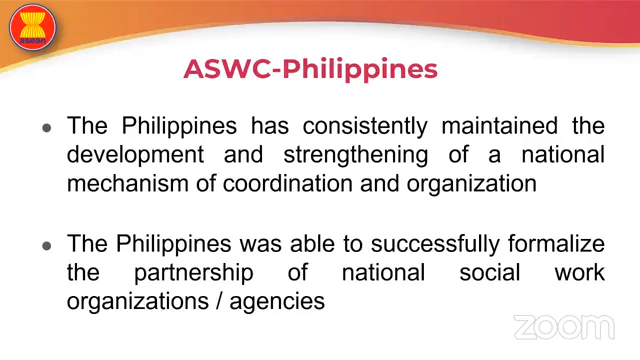 asean
ASWC-Philippines
● The Philippines has consistently maintained the
development and strengthening of a national
mechanism of coordination and organization
● The Philippines was able to successfully formalize
the partnership of national social work
organizations / agencies
zoom